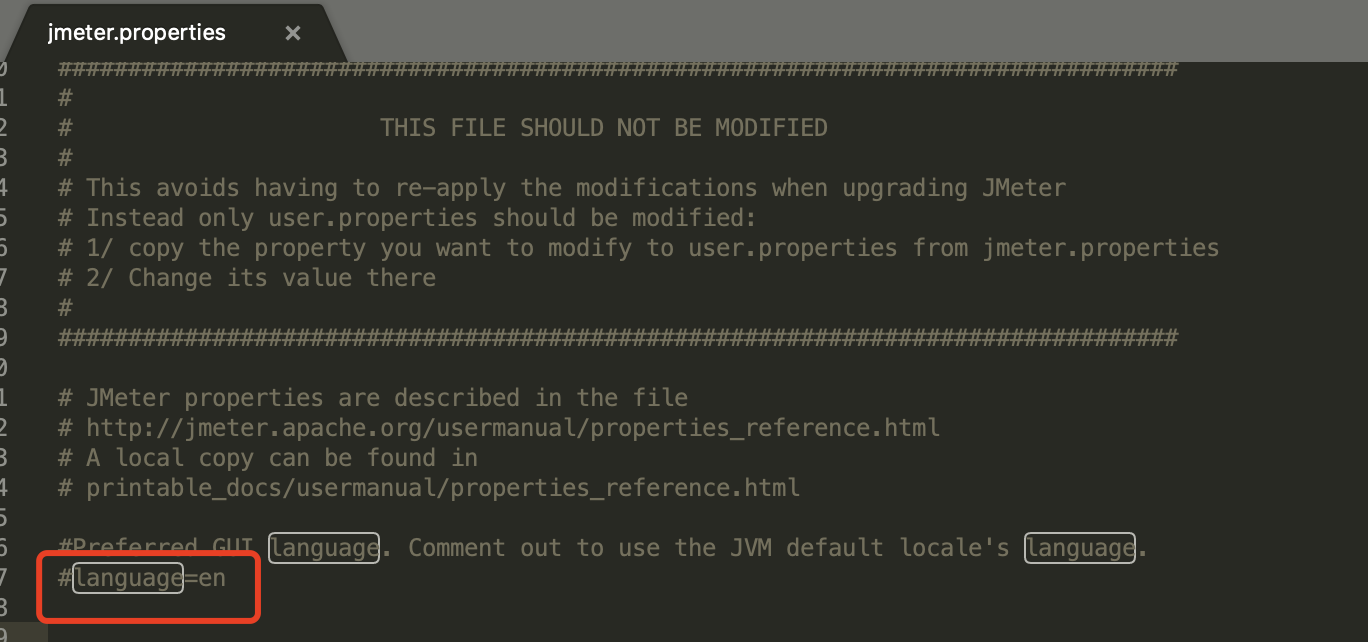 jmeter.properties ×
0 ################################################################################
1 #
2 # THIS FILE SHOULD NOT BE MODIFIED
3 #
4 # This avoids having to re-apply the modifications when upgrading JMeter
5 # Instead only user.properties should be modified:
6 # 1/ copy the property you want to modify to user.properties from jmeter.properties
7 # 2/ Change its value there
8 #
9 ################################################################################
0
1 # JMeter properties are described in the file
2 # http://jmeter.apache.org/usermanual/properties_reference.html
3 # A local copy can be found in
4 # printable_docs/usermanual/properties_reference.html
5
6 #Preferred GUI language. Comment out to use the JVM default locale's language.
7 #language=en
8
9